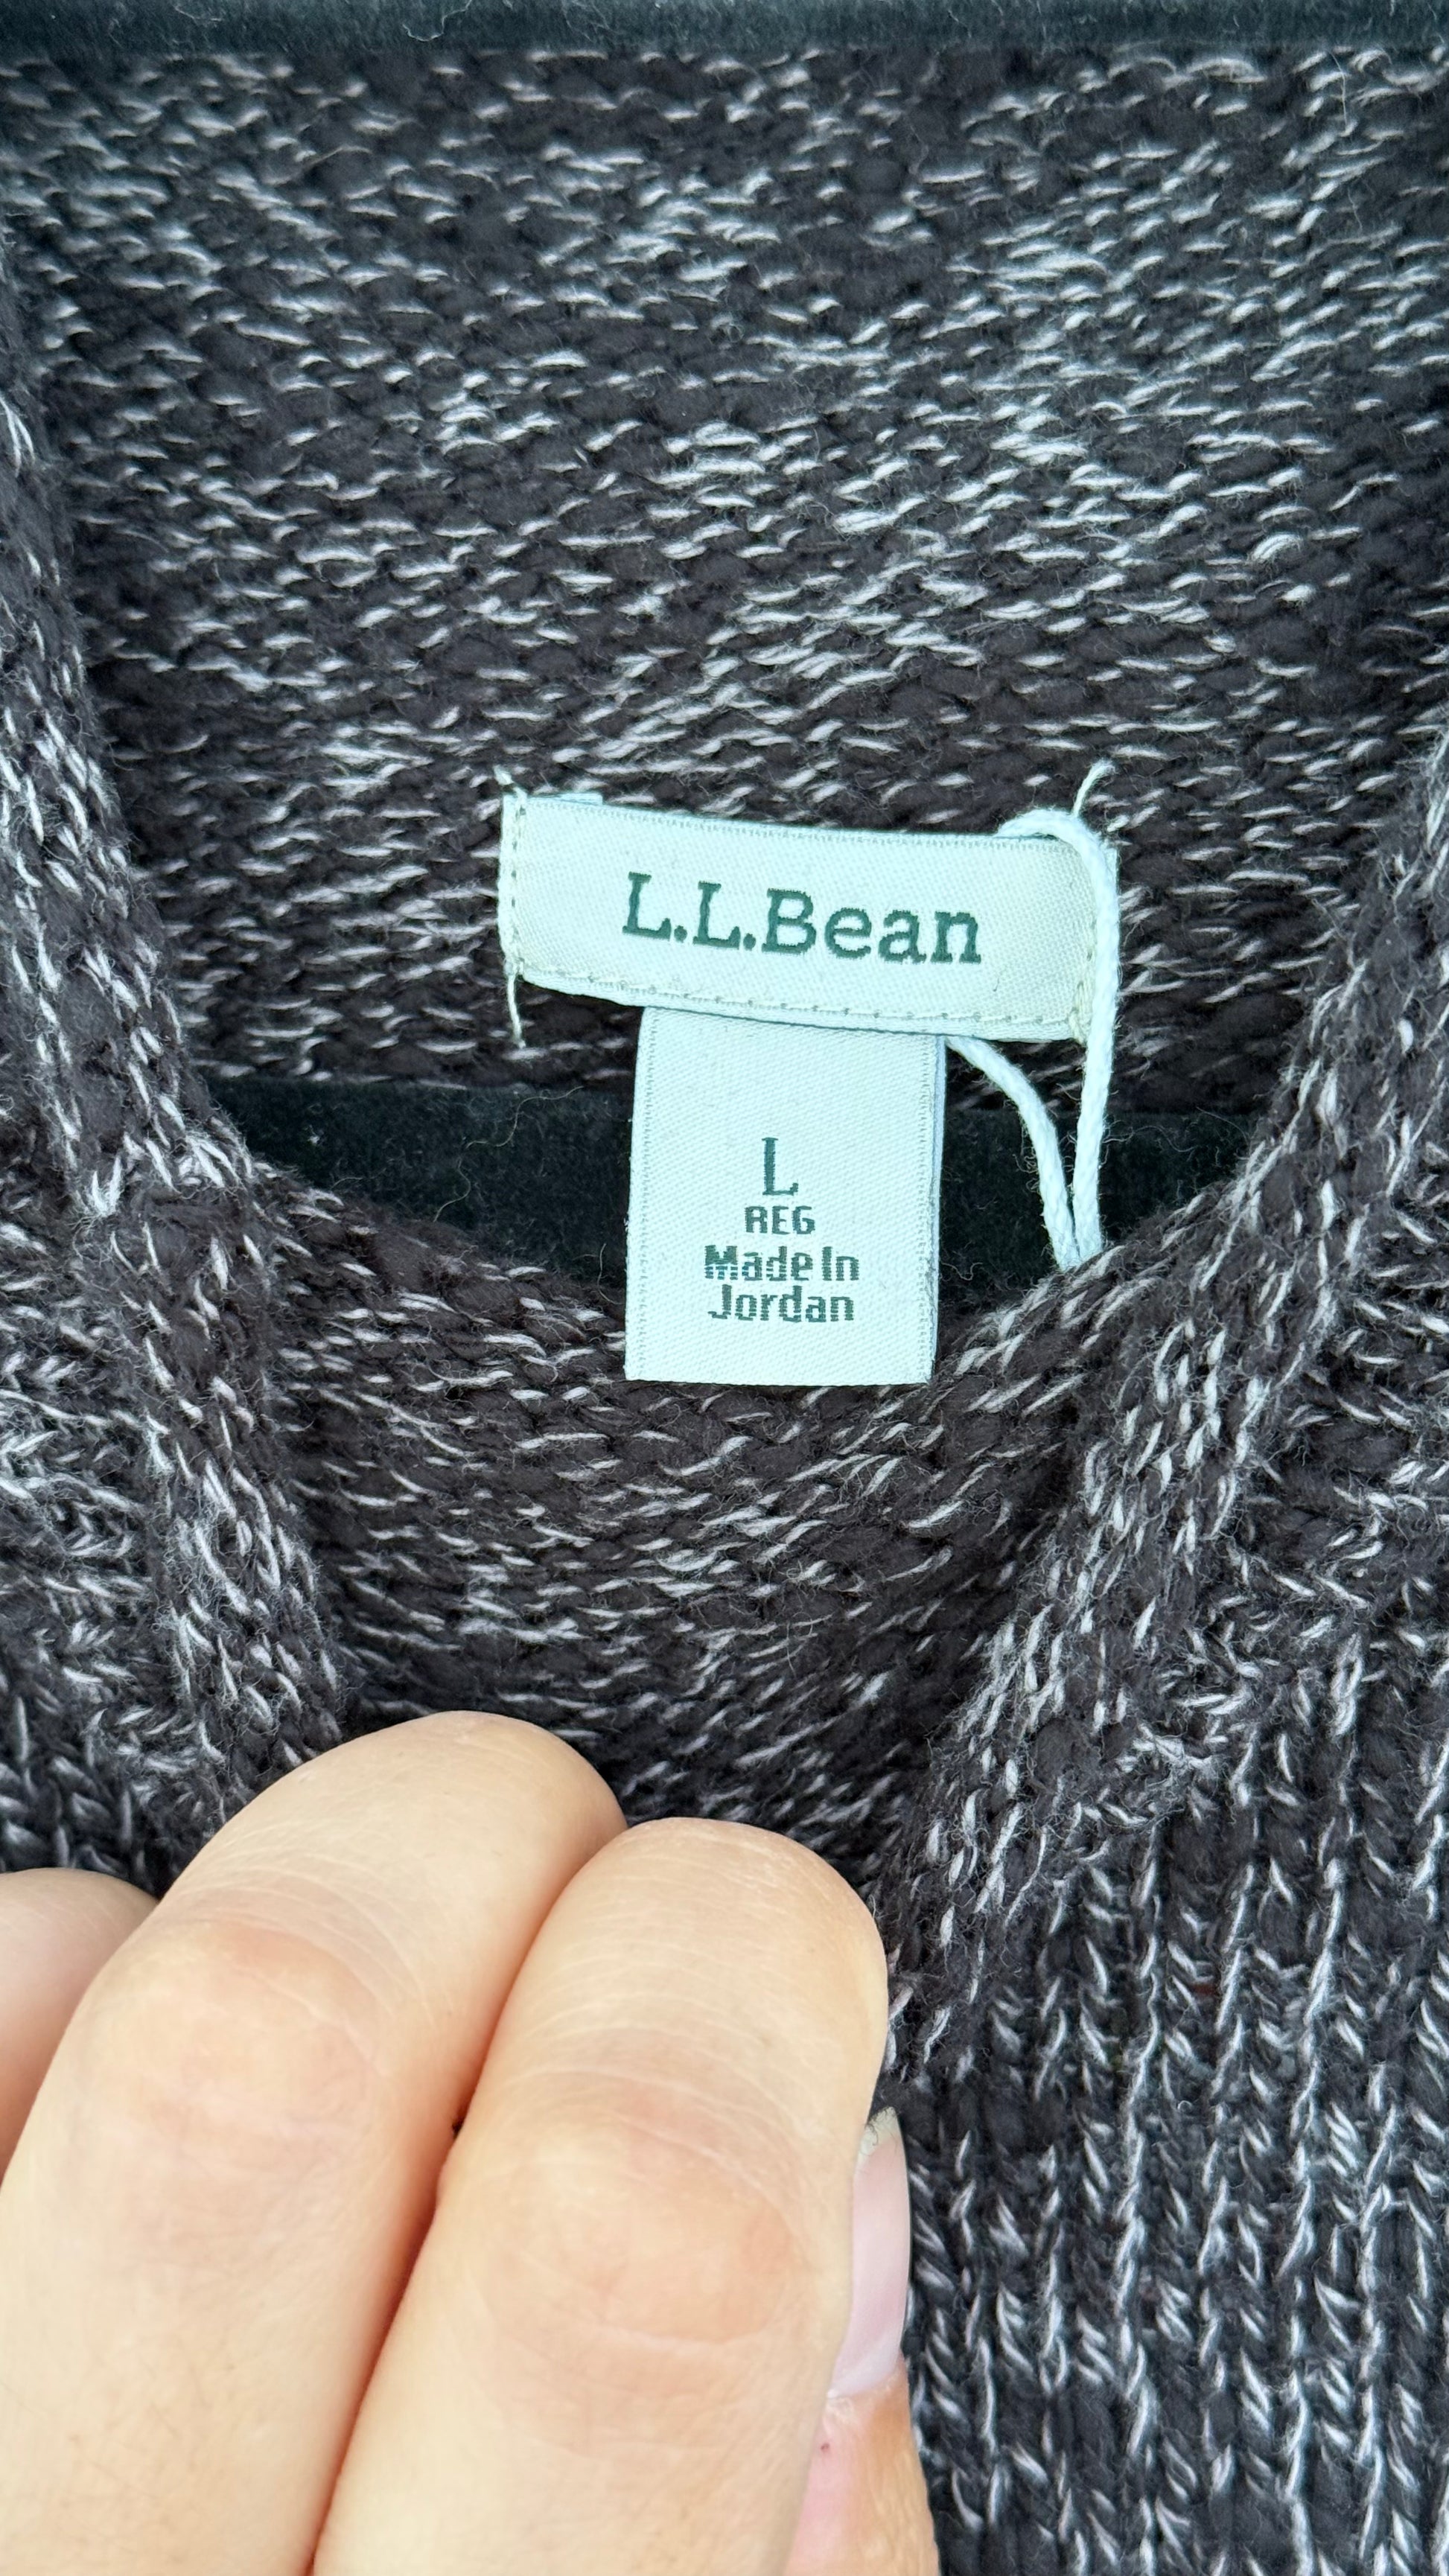 L.L.Bean
L
REG
Made In
Jordan